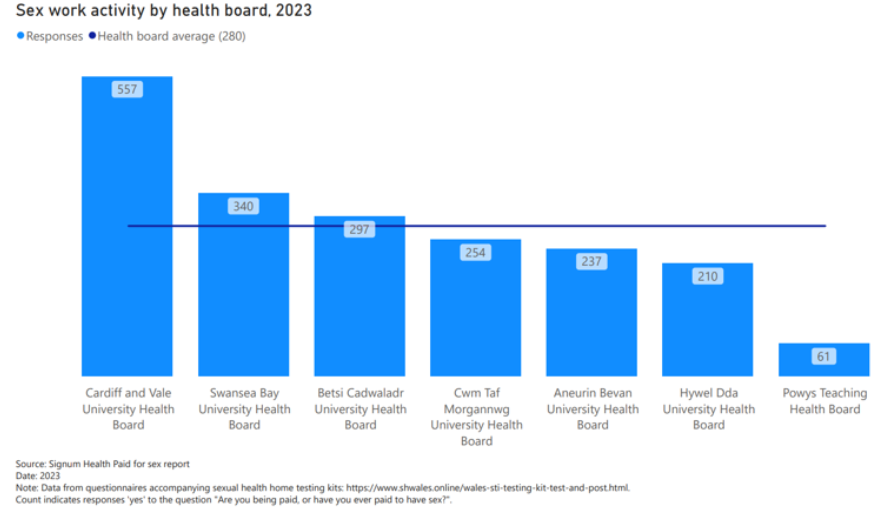 Sex work activity by health board, 2023
Responses Health board average (280)
557
340
297
254
237
210
61
Cardiff and Vale
University Health
Board
Swansea Bay
University Health
Board
Betsi Cadwaladr
University Health
Board
Cwm Taf
Morgannwg
University Health
Board
Aneurin Bevan
University Health
Board
Hywel Dda
University Health
Board
Powys Teaching
Health Board
Source: Signum Health Paid for sex report
Date: 2023
Note: Data from questionnaires accompanying sexual health home testing kits: https://www.shwales.online/wales-sti-testing-kit-test-and-post.html.
Count indicates responses 'yes' to the question "Are you being paid, or have you ever paid to have sex?".